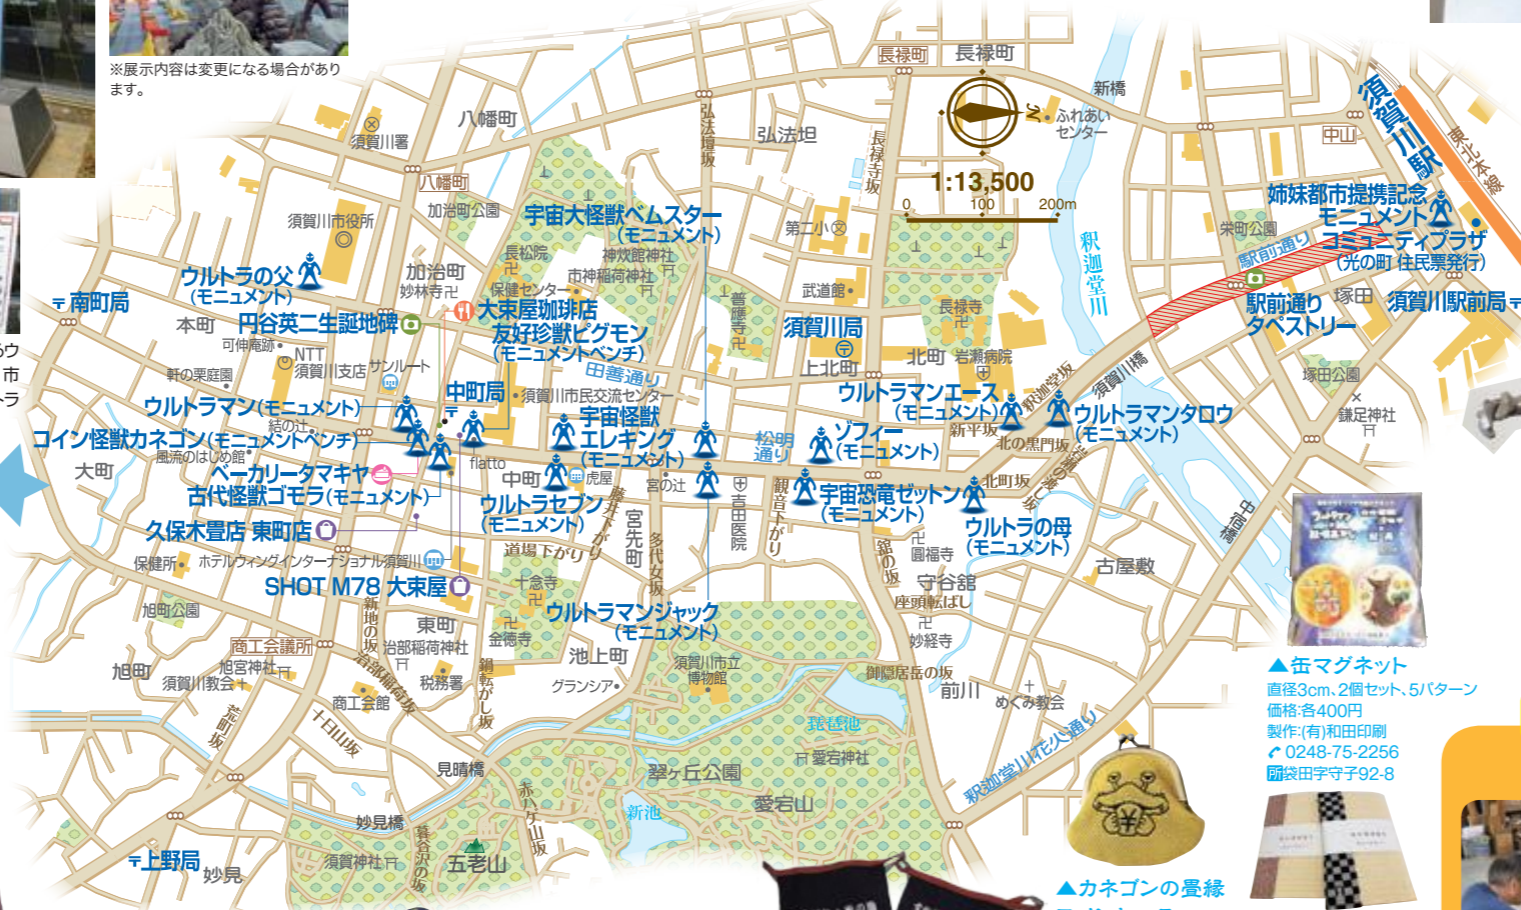 ※展示内容は変更になる場合があり
ます。
るウ
市
トラ
須賀川署
八幡町
八幡町
加治町公園
須賀川市役所
ウルトラの父
(モニュメント)
〒南町局
本町
円谷英二生誕地碑
可伸庵跡
NTT
須賀川支店
サンルート
軒の栗庭園
加治町
妙林寺
長松院
保健センター
宇宙大怪獣ベムスター
(モニュメント)
神炊館神社
市神稲荷神社
大束屋珈琲店
友好珍獣ピグモン
(モニュメントベンチ)
田善通り
中町局
〒
須賀川市民交流センター
ウルトラマン(モニュメント)
結の辻
コイン怪獣カネゴン(モニュメントベンチ)
風流のはじめ館
大町
ベーカリータマキヤ
古代怪獣ゴモラ(モニュメント)
久保木畳店 東町店
保健所
ホテルウィングインターナショナル須賀川
SHOT M78 大束屋
旭町公園
商工会議所
旭町
旭宮神社
須賀川教会
商工会館
新地の坂
治部稲荷坂
治部稲荷神社
東町
税務署
荒町坂
十日山坂
鍋転がし坂
見晴橋
妙見橋
〒上野局
妙見
須賀神社
暮谷沢の坂
五老山
赤ハゲ山坂
flatto
中町
虎屋
宇宙怪獣
エレキング
(モニュメント)
ウルトラセブン
(モニュメント)
藤井下がり
道場下がり
十念寺
金徳寺
宮の辻
宮先町
多代女坂
吉田医院
ウルトラマンジャック
(モニュメント)
池上町
グランシア
須賀川市立
博物館
琵琶池
翠ヶ丘公園
愛宕神社
愛宕山
新池
弘法壇坂
弘法坦
長禄寺坂
長禄町
長禄町
N
1:13,500
0 100 200m
ふれあい
センター
新橋
第二小
武道館
須賀川局
普應寺
上北町
長禄寺
北町
岩瀬病院
釈迦堂川
釈迦堂坂
須賀川橋
ウルトラマンエース
(モニュメント)
新平坂
北の黒門坂
ウルトラマンタロウ
(モニュメント)
松明
通り
ゾフィー
(モニュメント)
観音下がり
宇宙恐竜ゼットン
(モニュメント)
北町坂
ウルトラの母
(モニュメント)
舘の坂
圓福寺
守谷舘
座頭転ばし
妙経寺
御隠居岳の坂
前川
めぐみ教会
古屋敷
中宿橋
釈迦堂川花火通り
中山
須賀川駅
東北本線
姉妹都市提携記念
モニュメント
コミュニティプラザ
(光の町 住民票発行)
栄町公園
駅前通り
駅前通り
タペストリー
塚田
須賀川駅前局〒
塚田公園
鎌足神社
▲缶マグネット
直径3cm、2個セット、5パターン
価格:各400円
製作:(有)和田印刷
0248-75-2256
所袋田字守子92-8
▲カネゴンの畳縁